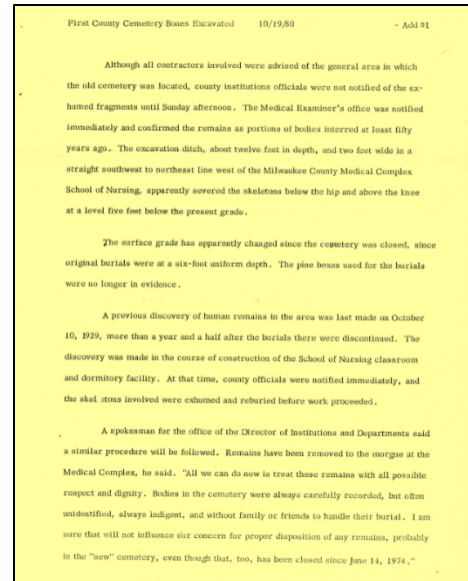 First County Cemetery Bones Excavated 10/19/80 - Add #1
Although all contractors involved were advised of the general area in which
the old cemetery was located, county institutions officials were not notified of the ex-
humed fragments until Sunday afternoon. The Medical Examiner's office was notified
immediately and confirmed the remains as portions of bodies interred at least fifty
years ago. The excavation ditch, about twelve feet in depth, and two feet wide in a
straight southwest to northeast line west of the Milwaukee County Medical Complex
School of Nursing, apparently severed the skeletons below the hip and above the knee
at a level five feet below the present grade.
The surface grade has apparently changed since the cemetery was closed, since
original burials were at a six-foot uniform depth. The pine boxes used for the burials
were no longer in evidence.
A previous discovery of human remains in the area was last made on October
10, 1929, more than a year and a half after the burials there were discontinued. The
discovery was made in the course of construction of the School of Nursing classroom
and dormitory facility. At that time, county officials were notified immediately, and
the skel etons involved were exhumed and reburied before work proceeded.
A spokesman for the office of the Director of Institutions and Departments said
a similar procedure will be followed. Remains have been removed to the morgue at the
Medical Complex, he said. "All we can do now is treat these remains with all possible
respect and dignity. Bodies in the cemetery were always carefully recorded, but often
unidentified, always indigent, and without family or friends to handle their burial. I am
sure that will not influence our concern for proper disposition of any remains, probably
in the "new" cemetery, even though that, too, has been closed since June 14, 1974."